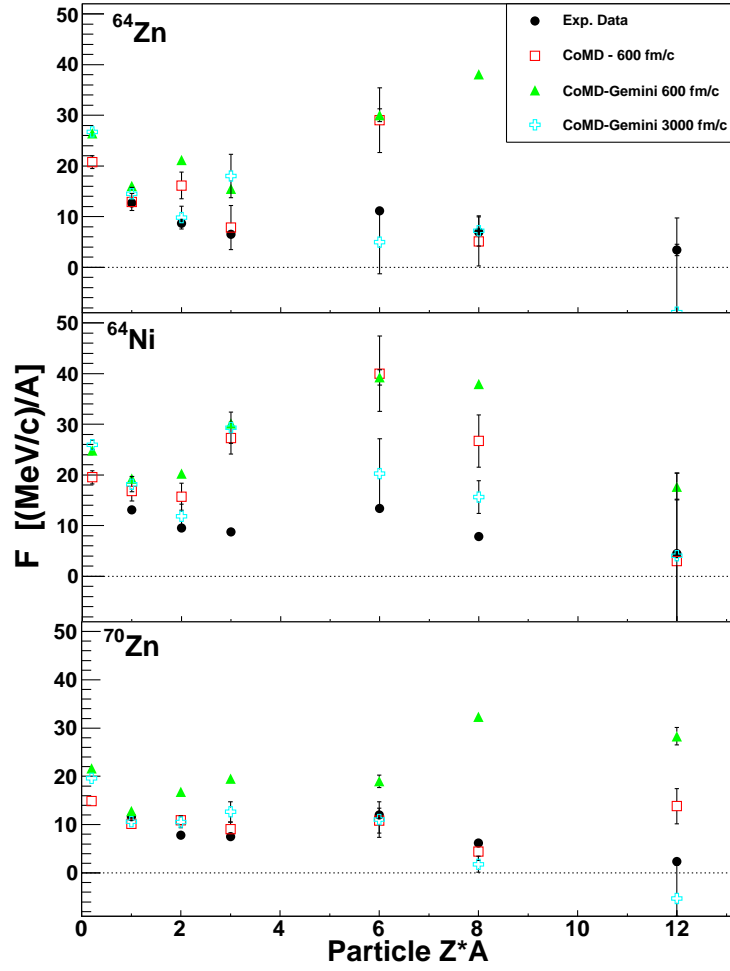 ⁶⁴Zn
Exp. Data
CoMD - 600 fm/c
CoMD-Gemini 600 fm/c
CoMD-Gemini 3000 fm/c
50
40
30
20
10
0
⁶⁴Ni
50
40
30
20
10
0
F [(MeV/c)/A]
⁷⁰Zn
50
40
30
20
10
0
0 2 4 6 8 10 12
Particle Z*A